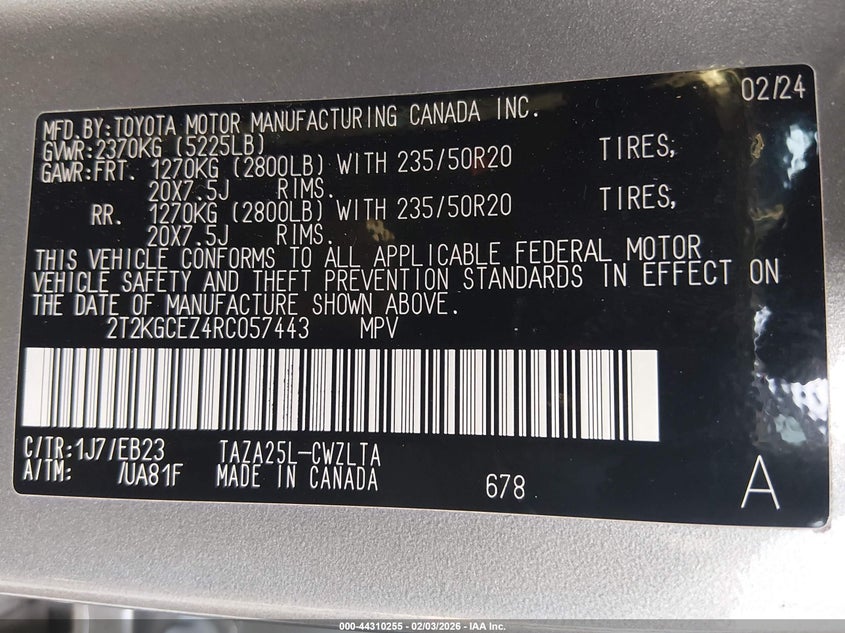 02/24
MFD.BY:TOYOTA MOTOR MANUFACTURING CANADA INC.
GVWR:2370KG (5225LB)
GAWR:FRT. 1270KG (2800LB) WITH 235/50R20 TIRES,
20X7.5J RIMS.
RR. 1270KG (2800LB) WITH 235/50R20 TIRES,
20X7.5J RIMS.
THIS VEHICLE CONFORMS TO ALL APPLICABLE FEDERAL MOTOR
VEHICLE SAFETY AND THEFT PREVENTION STANDARDS IN EFFECT ON
THE DATE OF MANUFACTURE SHOWN ABOVE.
2T2KGCEZ4RC057443 MPV
C/TR:1J7/EB23 TAZA25L-CWZLTA
A/TM: /UA81F MADE IN CANADA
678
A
000-44310255 - 02/03/2026 - IAA Inc.